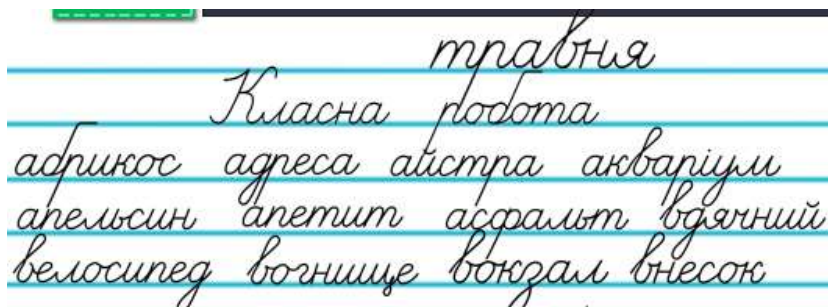 травня
Класна робота
абрикос адреса айстра акваріум
апельсин апетит асфальт вдячний
велосипед вогнище вокзал внесок